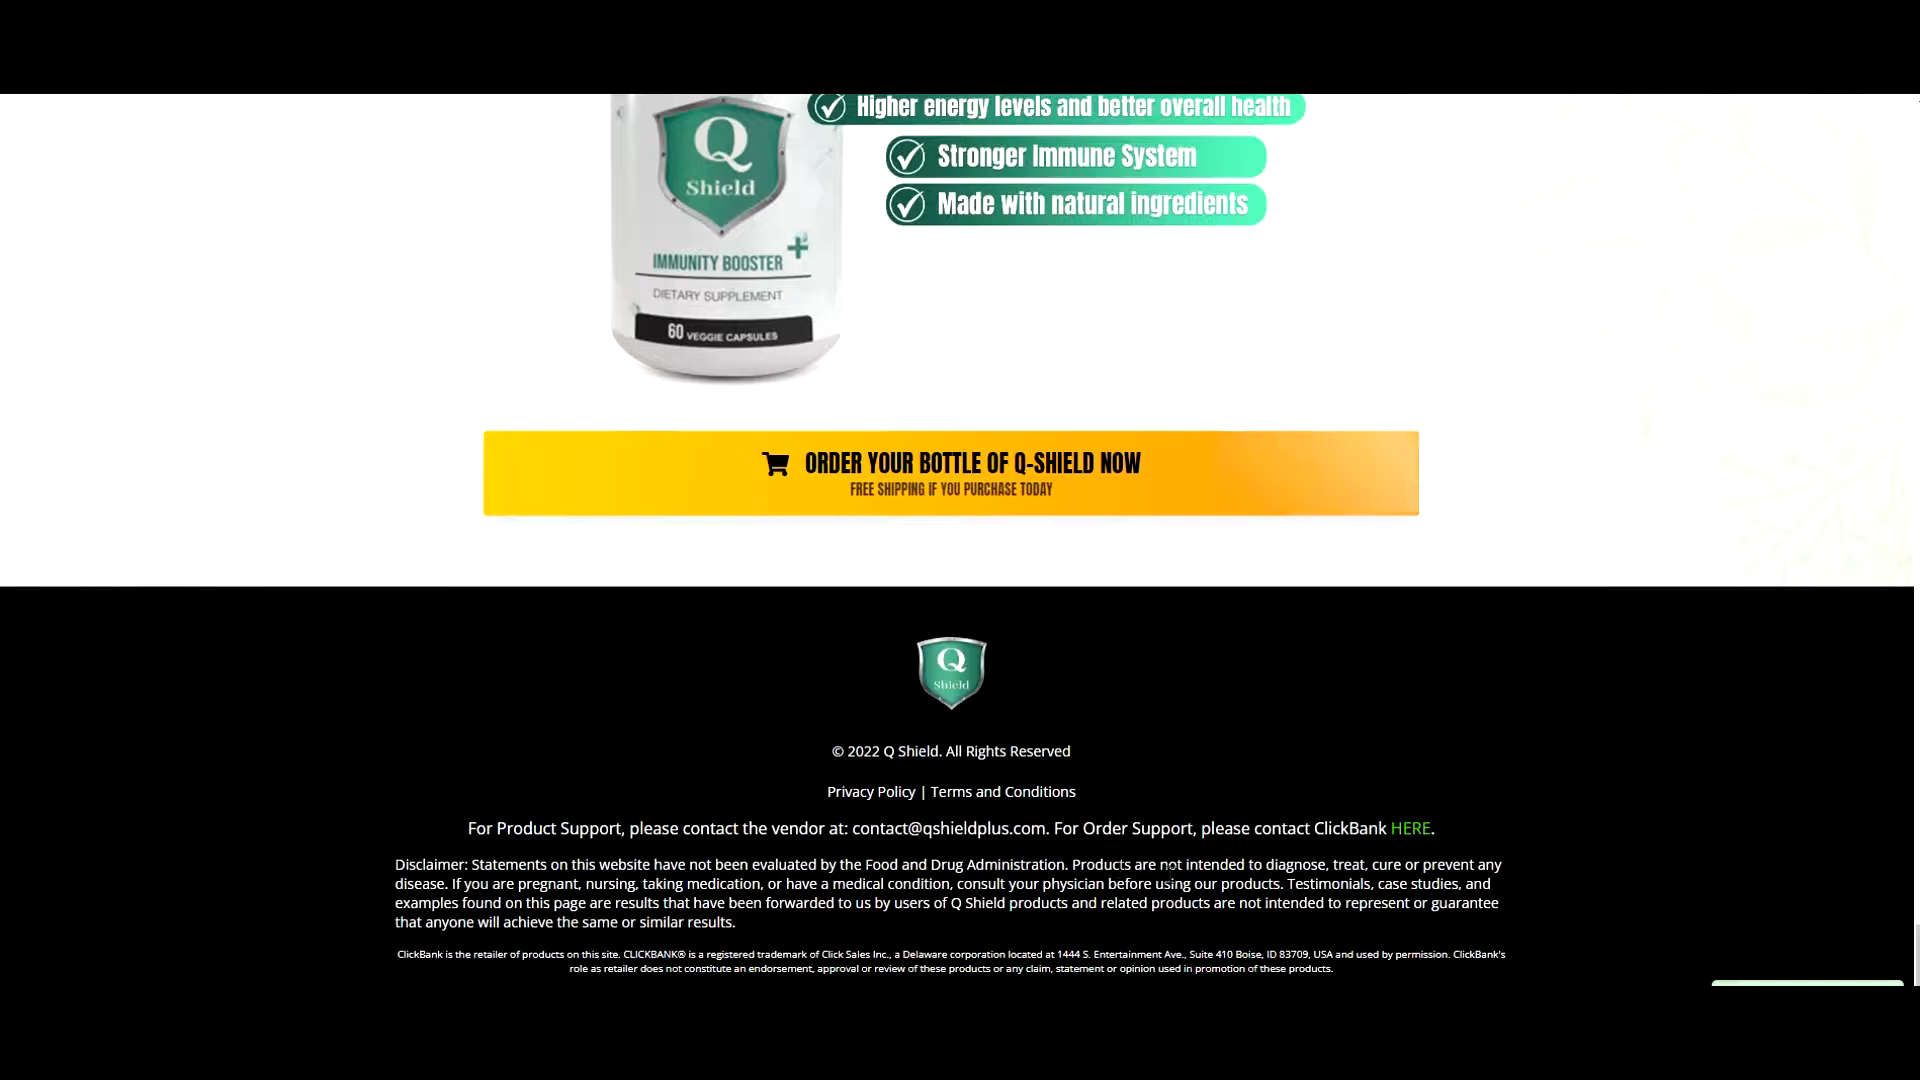 Higher energy levels and better overall health
Q
Shield
Stronger Immune System
Made with natural ingredients
IMMUNITY BOOSTER
DIETARY SUPPLEMENT
60 VEGGIE CAPSULES
ORDER YOUR BOTTLE OF Q-SHIELD NOW
FREE SHIPPING IF YOU PURCHASE TODAY
Q
Shield
© 2022 Q Shield. All Rights Reserved
Privacy Policy | Terms and Conditions
For Product Support, please contact the vendor at: contact@qshieldplus.com. For Order Support, please contact ClickBank HERE.
Disclaimer: Statements on this website have not been evaluated by the Food and Drug Administration. Products are not intended to diagnose, treat, cure or prevent any
disease. If you are pregnant, nursing, taking medication, or have a medical condition, consult your physician before using our products. Testimonials, case studies, and
examples found on this page are results that have been forwarded to us by users of Q Shield products and related products are not intended to represent or guarantee
that anyone will achieve the same or similar results.
ClickBank is the retailer of products on this site. CLICKBANK® is a registered trademark of Click Sales Inc., a Delaware corporation located at 1444 S. Entertainment Ave., Suite 410 Boise, ID 83709, USA and used by permission. ClickBank's
role as retailer does not constitute an endorsement, approval or review of these products or any claim, statement or opinion used in promotion of these products.